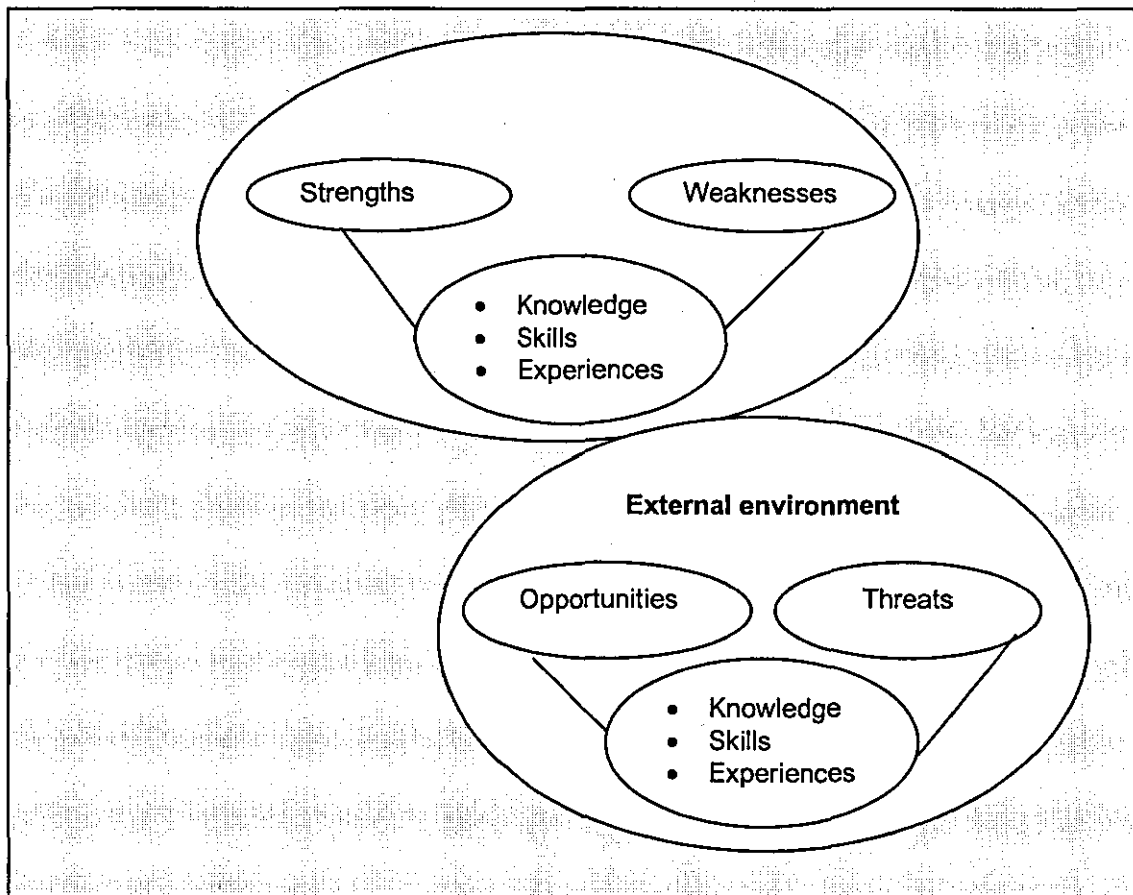 Strengths
Weaknesses
• Knowledge
• Skills
• Experiences
External environment
Opportunities
Threats
• Knowledge
• Skills
• Experiences